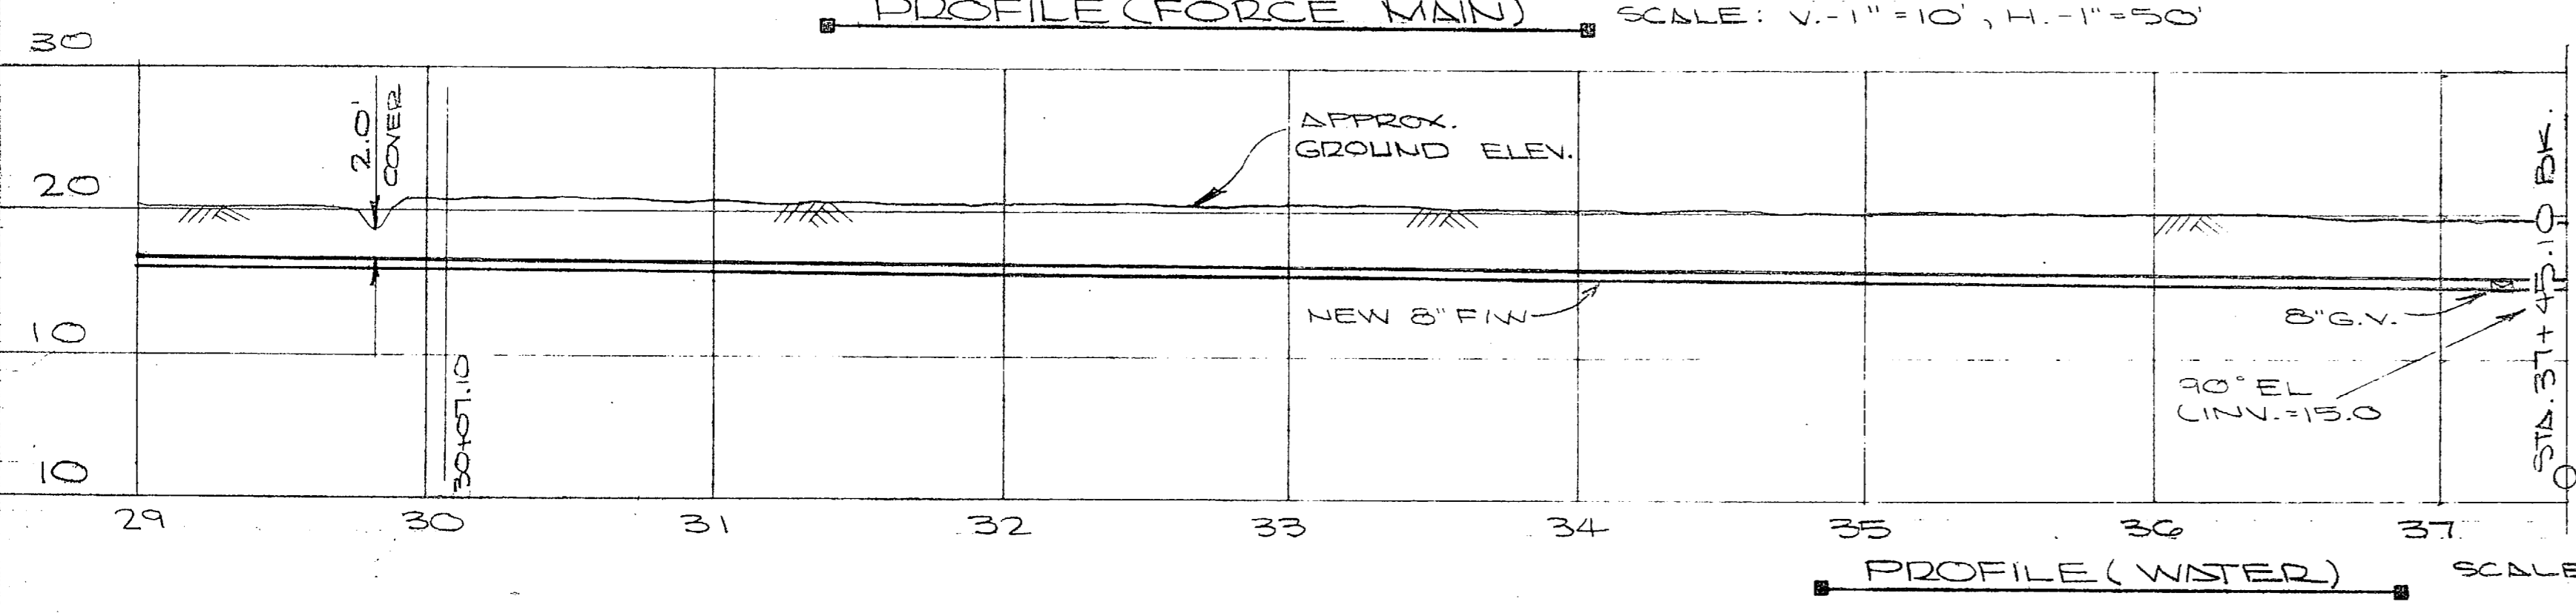 PROFILE (FORCE MAIN) SCALE: V.-1"=10', H.-1"=50'
30
2.0'
COVER
APPROX.
GROUND ELEV.
20
NEW 8" F/W
8" G.V.
10
90° EL
(INV.=15.0
30+07.10
STA. 37+45.10 BK.
10
0
29 30 31 32 33 34 35 36 37
PROFILE (WATER) SCALE